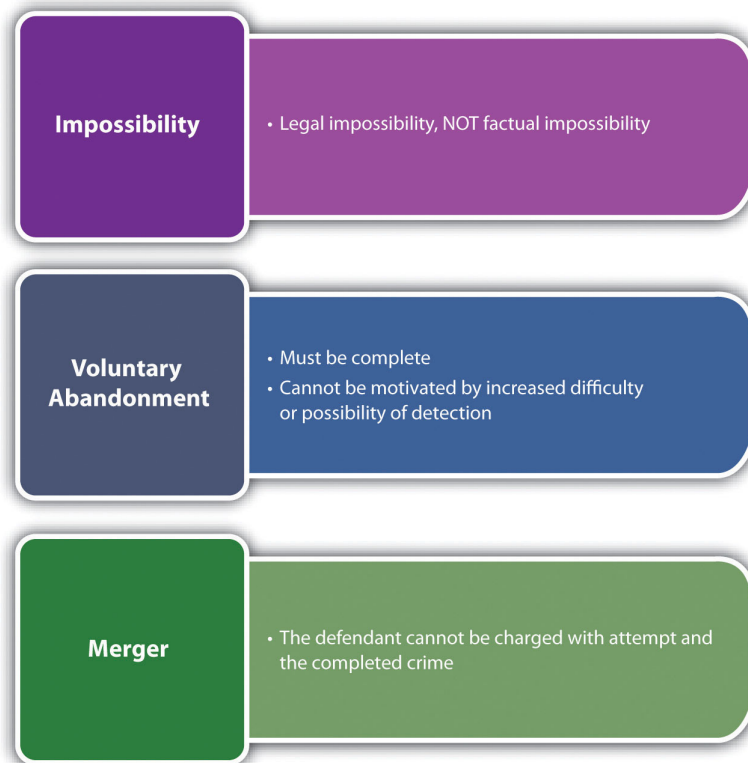 Impossibility
• Legal impossibility, NOT factual impossibility
Voluntary
Abandonment
• Must be complete
• Cannot be motivated by increased difficulty
or possibility of detection
Merger
• The defendant cannot be charged with attempt and
the completed crime